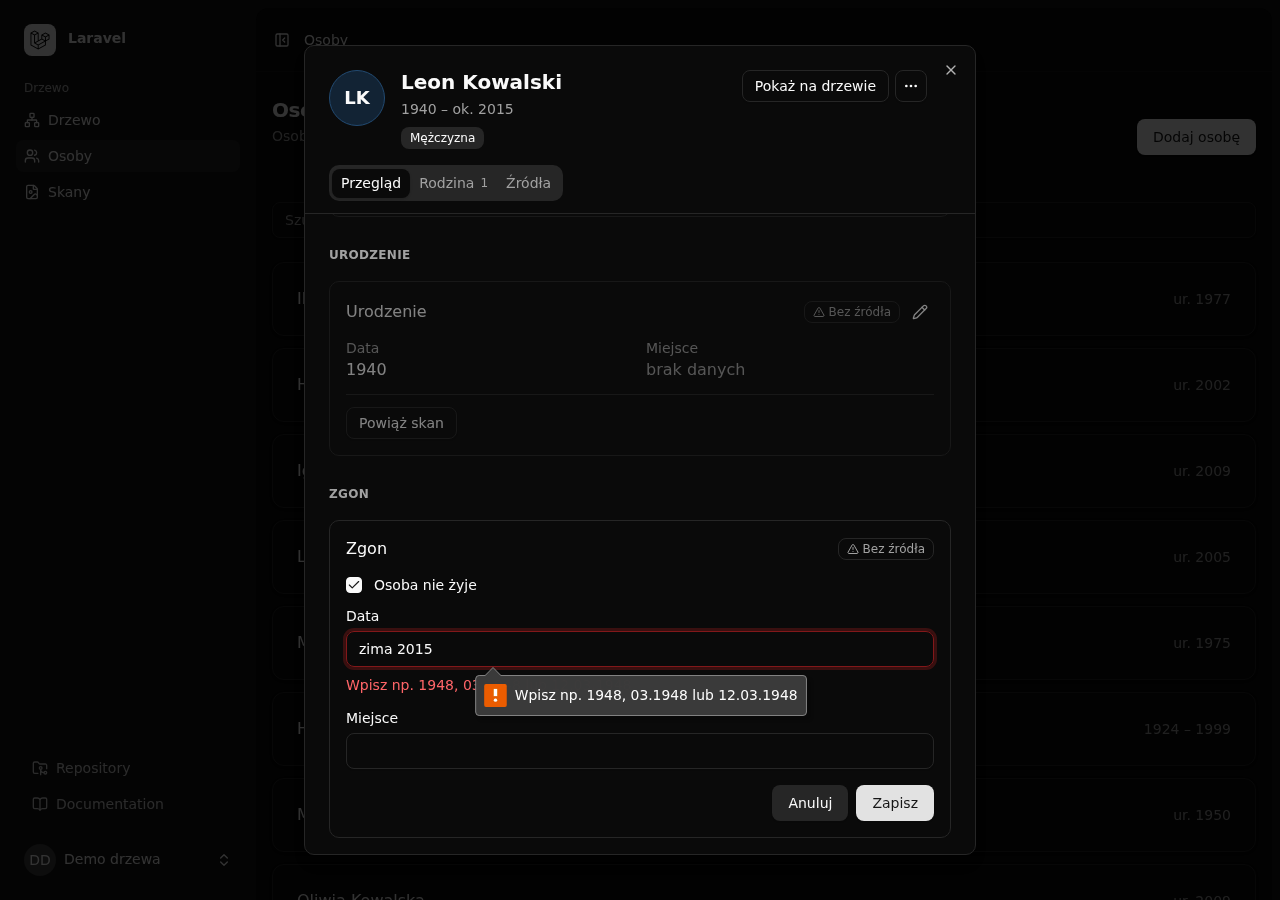 Laravel
Drzewo
Drzewo
Osoby
Skany
Repository
Documentation
DD Demo drzewa
Osoby
Dodaj osobę
ur. 1977
ur. 2002
ur. 2009
ur. 2005
ur. 1975
1924 – 1999
ur. 1950
Oliwia Kowalska
LK
Leon Kowalski
1940 – ok. 2015
Mężczyzna
Pokaż na drzewie
Przegląd
Rodzina 1
Źródła
URODZENIE
Urodzenie
Bez źródła
Data
Miejsce
1940
brak danych
Powiąż skan
ZGON
Zgon
Bez źródła
Osoba nie żyje
Data
zima 2015
Wpisz np. 1948,
Wpisz np. 1948, 03.1948 lub 12.03.1948
Miejsce
Anuluj
Zapisz